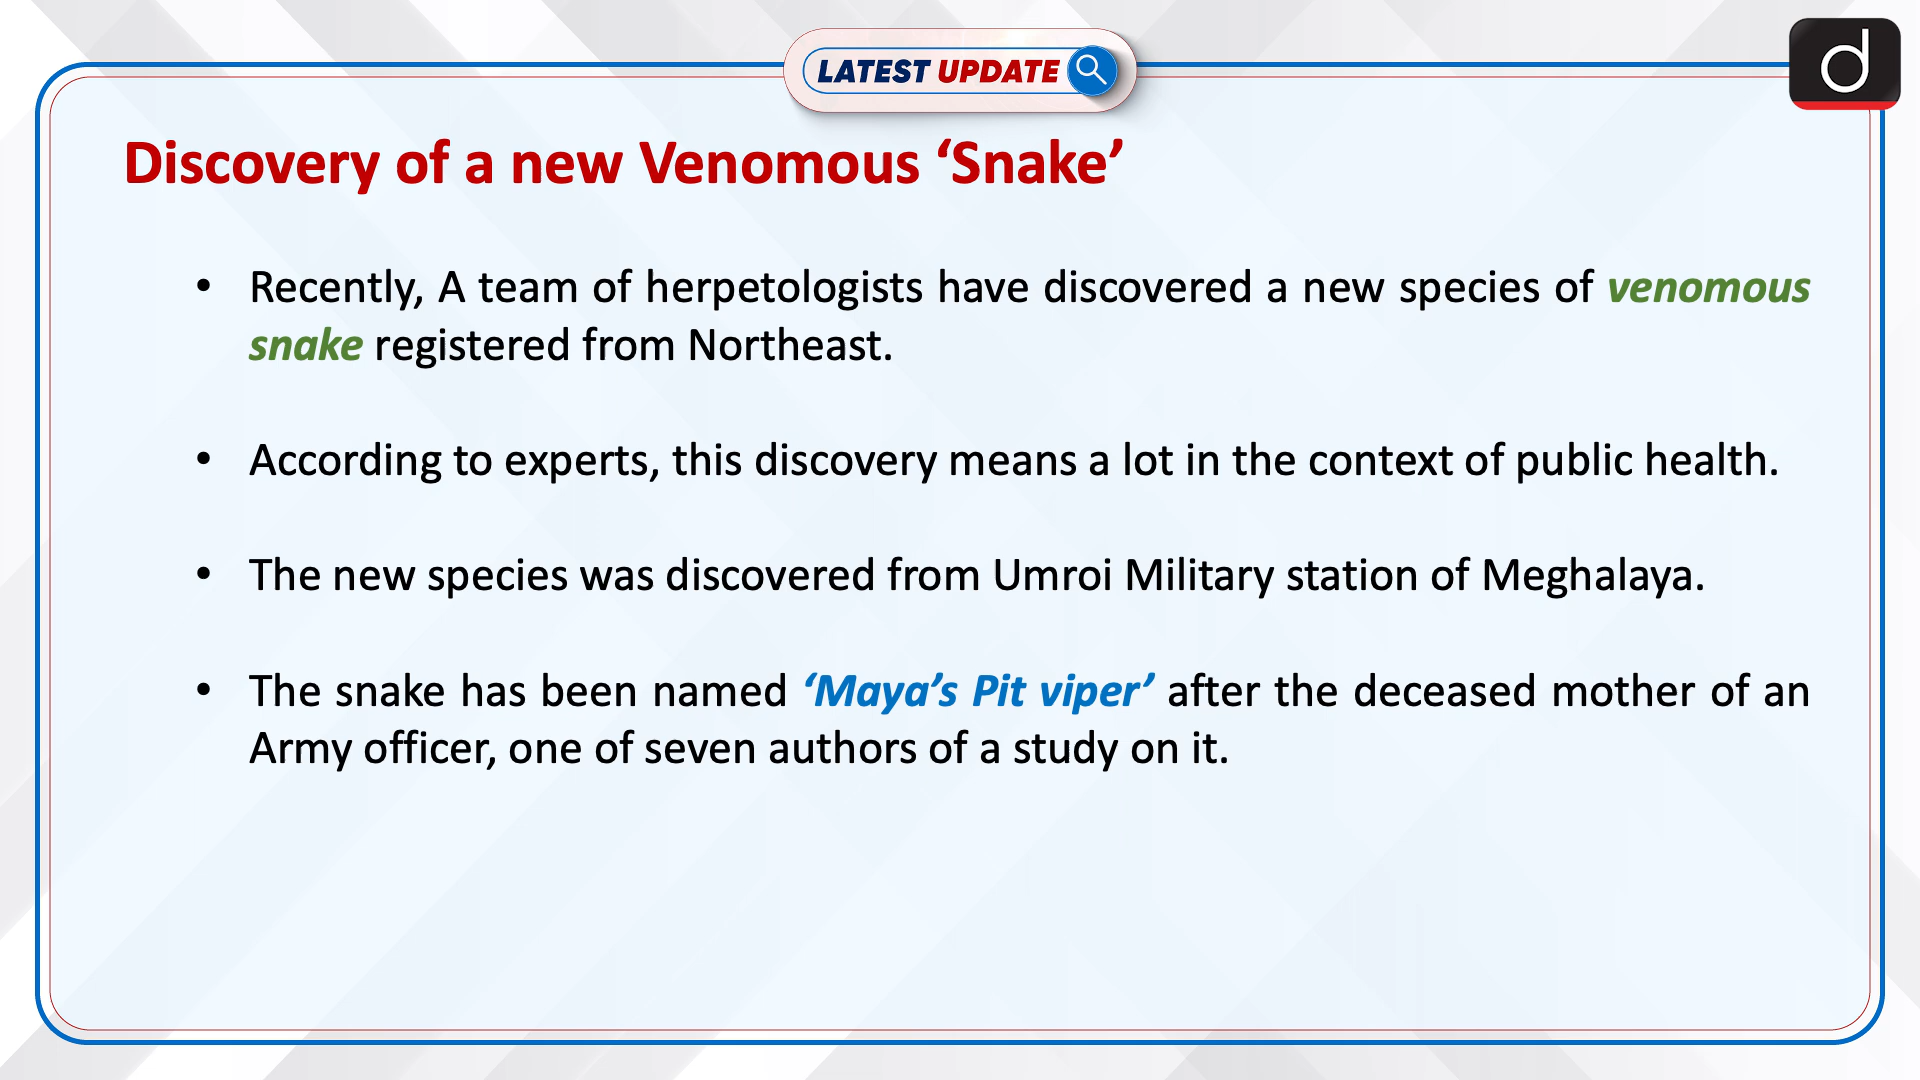 LATEST UPDATE
d
Discovery of a new Venomous ‘Snake’
• Recently, A team of herpetologists have discovered a new species of venomous
snake registered from Northeast.
• According to experts, this discovery means a lot in the context of public health.
• The new species was discovered from Umroi Military station of Meghalaya.
• The snake has been named ‘Maya’s Pit viper’ after the deceased mother of an
Army officer, one of seven authors of a study on it.